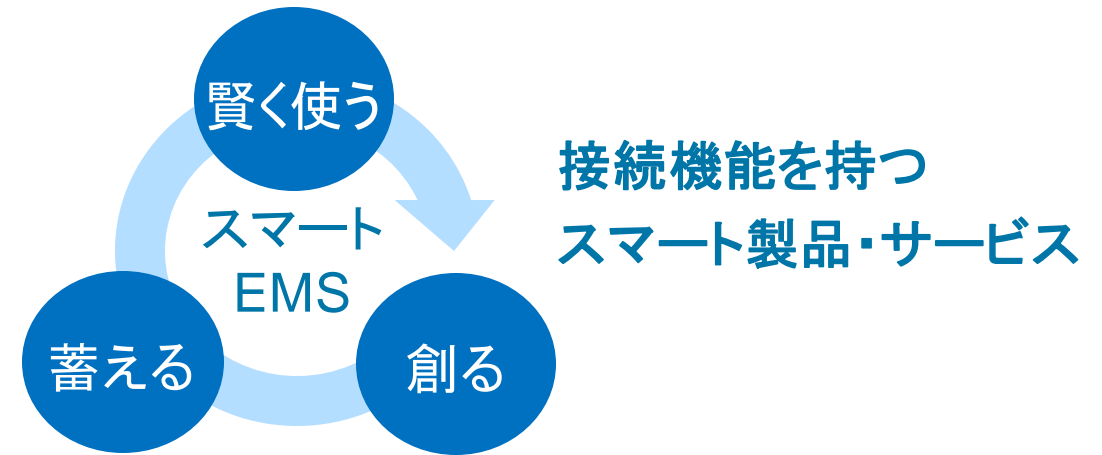 賢く使う
スマート
EMS
蓄える
創る
接続機能を持つ
スマート製品・サービス